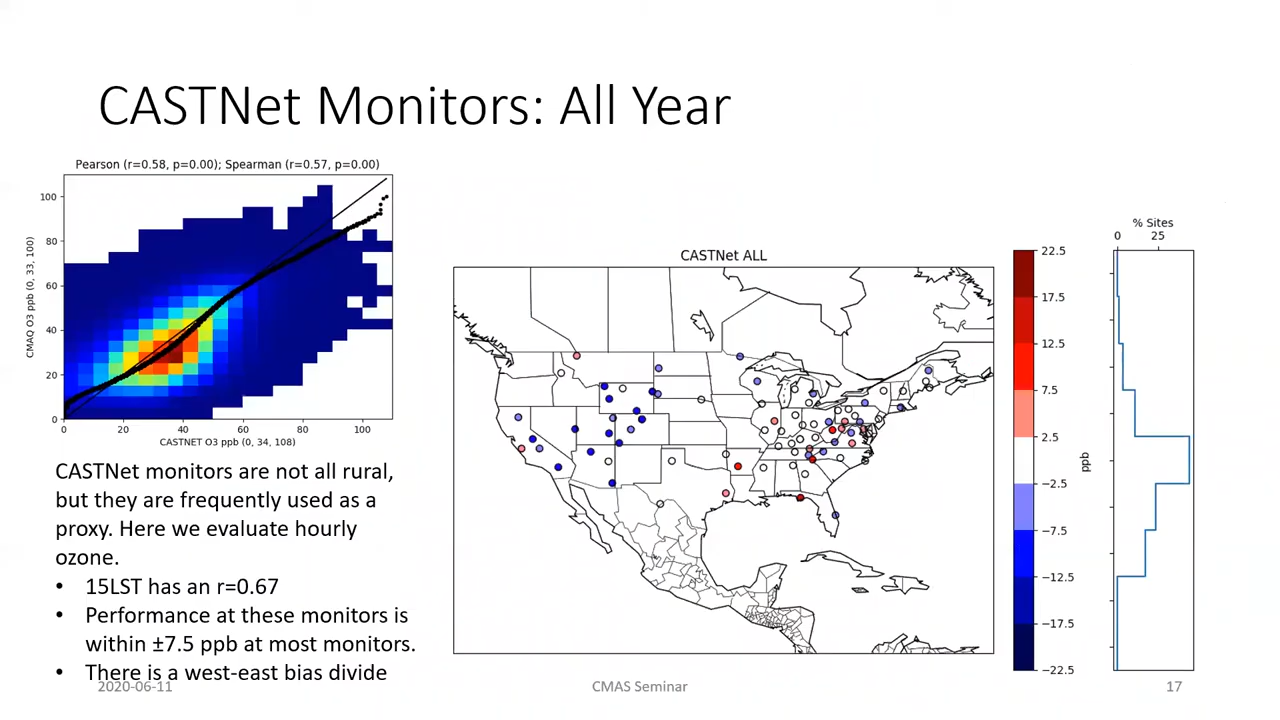 CASTNet Monitors: All Year
Pearson (r=0.58, p=0.00); Spearman (r=0.57, p=0.00)
CMAQ O3 ppb (0, 33, 100)
100
80
60
40
20
0
0 20 40 60 80 100
CASTNET O3 ppb (0, 34, 108)
CASTNet monitors are not all rural,
but they are frequently used as a
proxy. Here we evaluate hourly
ozone.
• 15LST has an r=0.67
• Performance at these monitors is
within ±7.5 ppb at most monitors.
• There is a west-east bias divide
CASTNet ALL
22.5
17.5
12.5
7.5
2.5
−2.5
−7.5
−12.5
−17.5
−22.5
ppb
% Sites
0 25
2020-06-11
CMAS Seminar
17